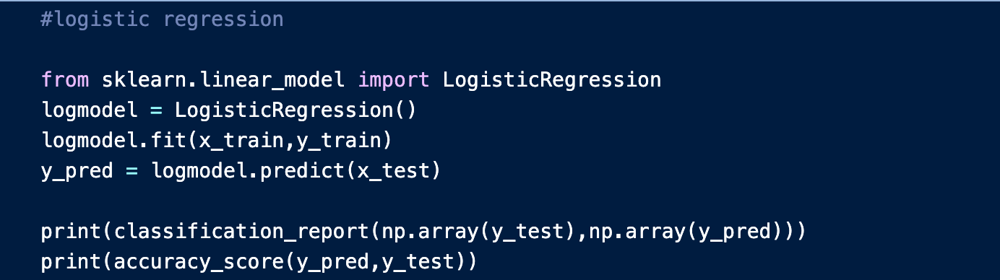 #logistic regression
from sklearn.linear_model import LogisticRegression
logmodel = LogisticRegression()
logmodel.fit(x_train,y_train)
y_pred = logmodel.predict(x_test)
print(classification_report(np.array(y_test),np.array(y_pred)))
print(accuracy_score(y_pred,y_test))